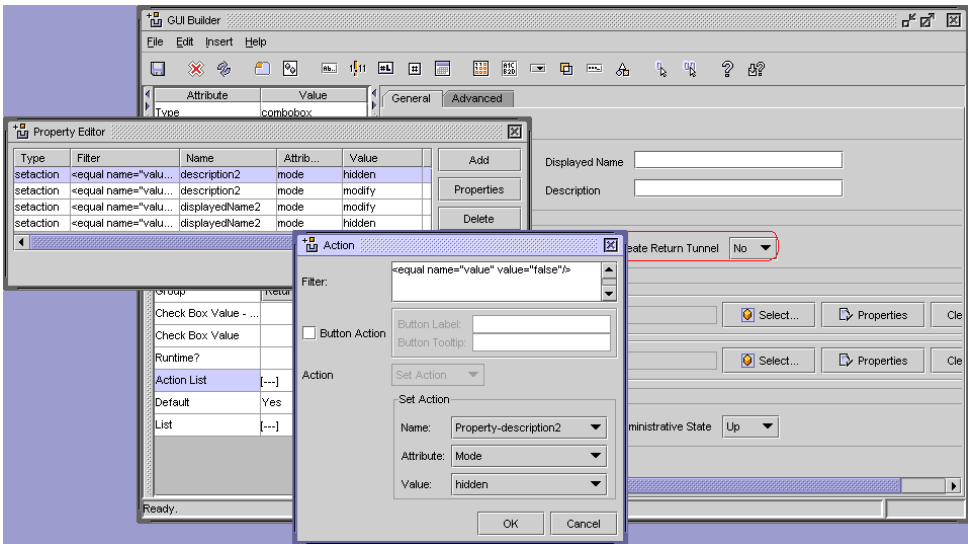 GUI Builder
File Edit Insert Help
Attribute Value
General Advanced
Type combobox
Property Editor
Type Filter Name Attrib... Value
setaction <equal name="valu... description2 mode hidden
setaction <equal name="valu... description2 mode modify
setaction <equal name="valu... displayedName2 mode modify
setaction <equal name="valu... displayedName2 mode hidden
Add
Properties
Delete
Displayed Name
Description
eate Return Tunnel No
Action
Filter:
<equal name="value" value="false"/>
Button Action
Button Label:
Button Tooltip:
Action Set Action
Set Action
Name: Property-description2
Attribute: Mode
Value: hidden
OK Cancel
Group Retur
Check Box Value - ...
Check Box Value
Runtime?
Action List [---]
Default Yes
List [---]
Select... Properties Cle
Select... Properties Cle
ministrative State Up
Ready.